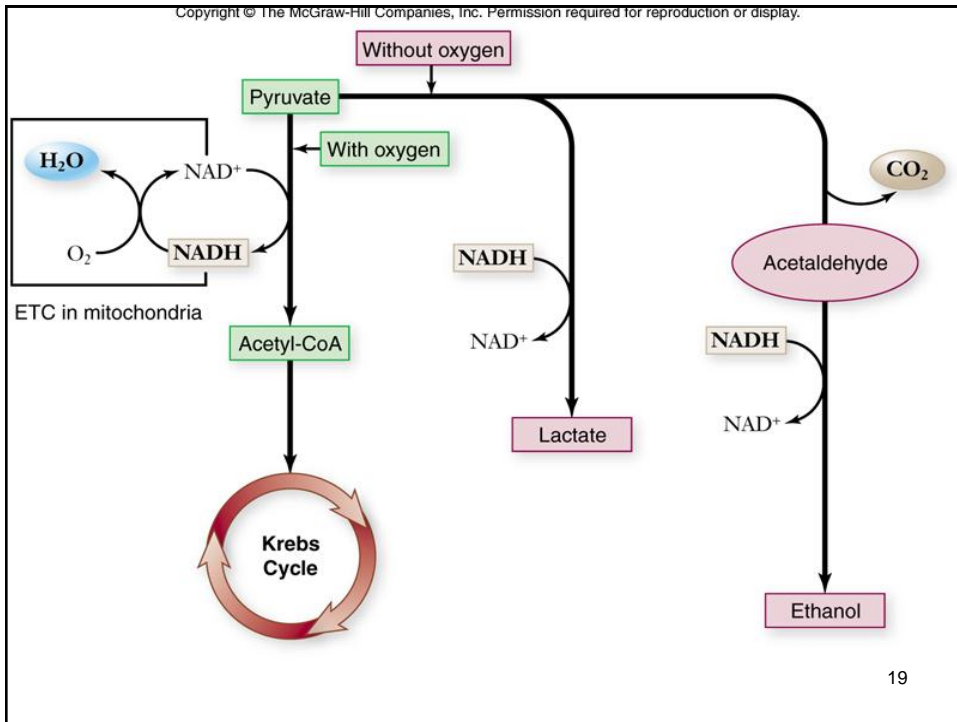 Copyright © The McGraw-Hill Companies, Inc. Permission required for reproduction or display.
Without oxygen
Pyruvate
With oxygen
H₂O
NAD⁺
CO₂
O₂
NADH
ETC in mitochondria
Acetyl-CoA
NADH
NAD⁺
Lactate
Acetaldehyde
NADH
NAD⁺
Krebs
Cycle
Ethanol
19